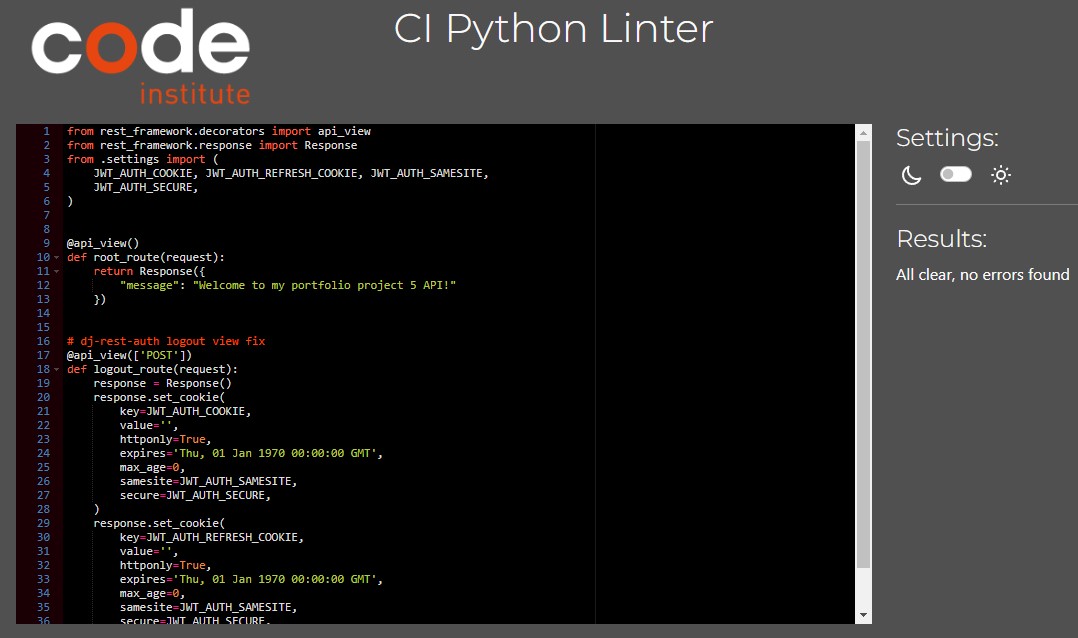 code
institute
CI Python Linter
1 from rest_framework.decorators import api_view
2 from rest_framework.response import Response
3 from .settings import (
4     JWT_AUTH_COOKIE, JWT_AUTH_REFRESH_COOKIE, JWT_AUTH_SAMESITE,
5     JWT_AUTH_SECURE,
6 )
7
8
9 @api_view()
10 def root_route(request):
11     return Response({
12         "message": "Welcome to my portfolio project 5 API!"
13     })
14
15
16 # dj-rest-auth logout view fix
17 @api_view(['POST'])
18 def logout_route(request):
19     response = Response()
20     response.set_cookie(
21         key=JWT_AUTH_COOKIE,
22         value='',
23         httponly=True,
24         expires='Thu, 01 Jan 1970 00:00:00 GMT',
25         max_age=0,
26         samesite=JWT_AUTH_SAMESITE,
27         secure=JWT_AUTH_SECURE,
28     )
29     response.set_cookie(
30         key=JWT_AUTH_REFRESH_COOKIE,
31         value='',
32         httponly=True,
33         expires='Thu, 01 Jan 1970 00:00:00 GMT',
34         max_age=0,
35         samesite=JWT_AUTH_SAMESITE,
36         secure=JWT_AUTH_SECURE,
Settings:
Results:
All clear, no errors found